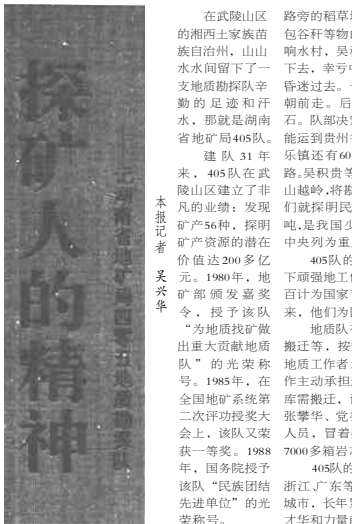 探矿人的精神
本报记者 吴兴华
在武陵山区
的湘西土家族苗
族自治州，山山
水水间留下了一
支地质勘探队辛
勤的足迹和汗
水，那就是湖南
省地矿局405队。
建队31年
来，405队在武
陵山区建立了非
凡的业绩：发现
矿产56种，探明
矿产资源的潜在
价值达200多亿
元。1980年，地
矿部颁发嘉奖
令，授予该队
“为地质找矿做
出重大贡献地质
队”的光荣称
号。1985年，在
全国地矿系统第
二次评功授奖大
会上，该队又荣
获一等奖。1988
年，国务院授予
该队“民族团结
先进单位”的光
荣称号。
路旁的稻草
包谷秆等物
响水村，吴积
下去，幸亏
昏迷过去。
朝前走。后
石。队部决
能运到贵州
乐镇还有60
路。吴积贵等
山越岭,将勘
们就探明民
吨,是我国少
中央列为重
405队的
下顽强地工作
百计为国家
来，他们为
地质队
搬迁等，按
地质工作者
作主动承担
库需搬迁，
张攀华、党
人员，冒着
7000多箱岩
405队的
浙江、广东等
城市，长年
才华和力量